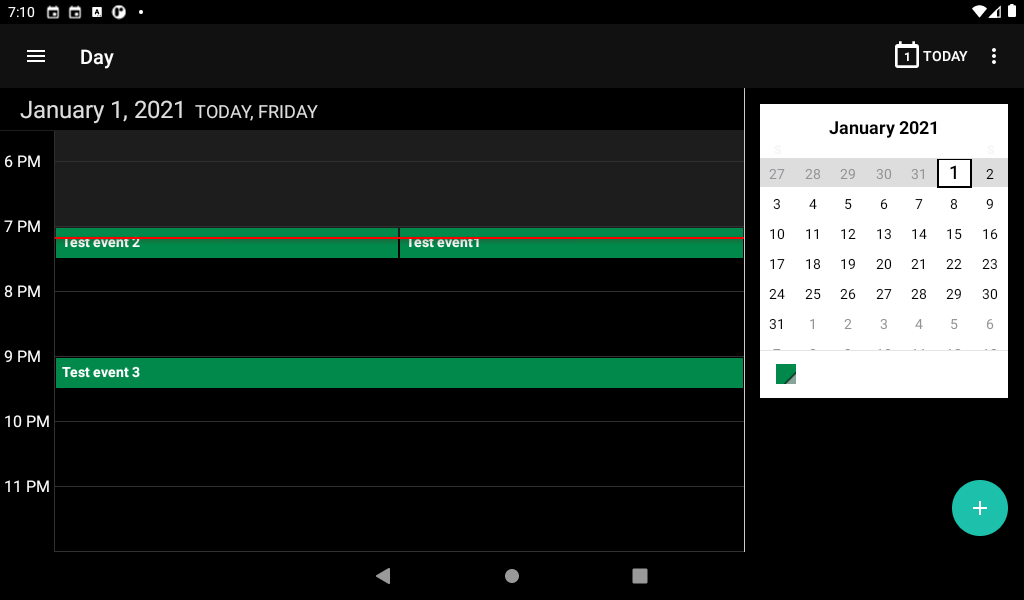 7:10
Day
1 TODAY
January 1, 2021 TODAY, FRIDAY
6 PM
7 PM
Test event 2 Test event1
8 PM
9 PM
Test event 3
10 PM
11 PM
January 2021
S S
27 28 29 30 31 1 2
3 4 5 6 7 8 9
10 11 12 13 14 15 16
17 18 19 20 21 22 23
24 25 26 27 28 29 30
31 1 2 3 4 5 6